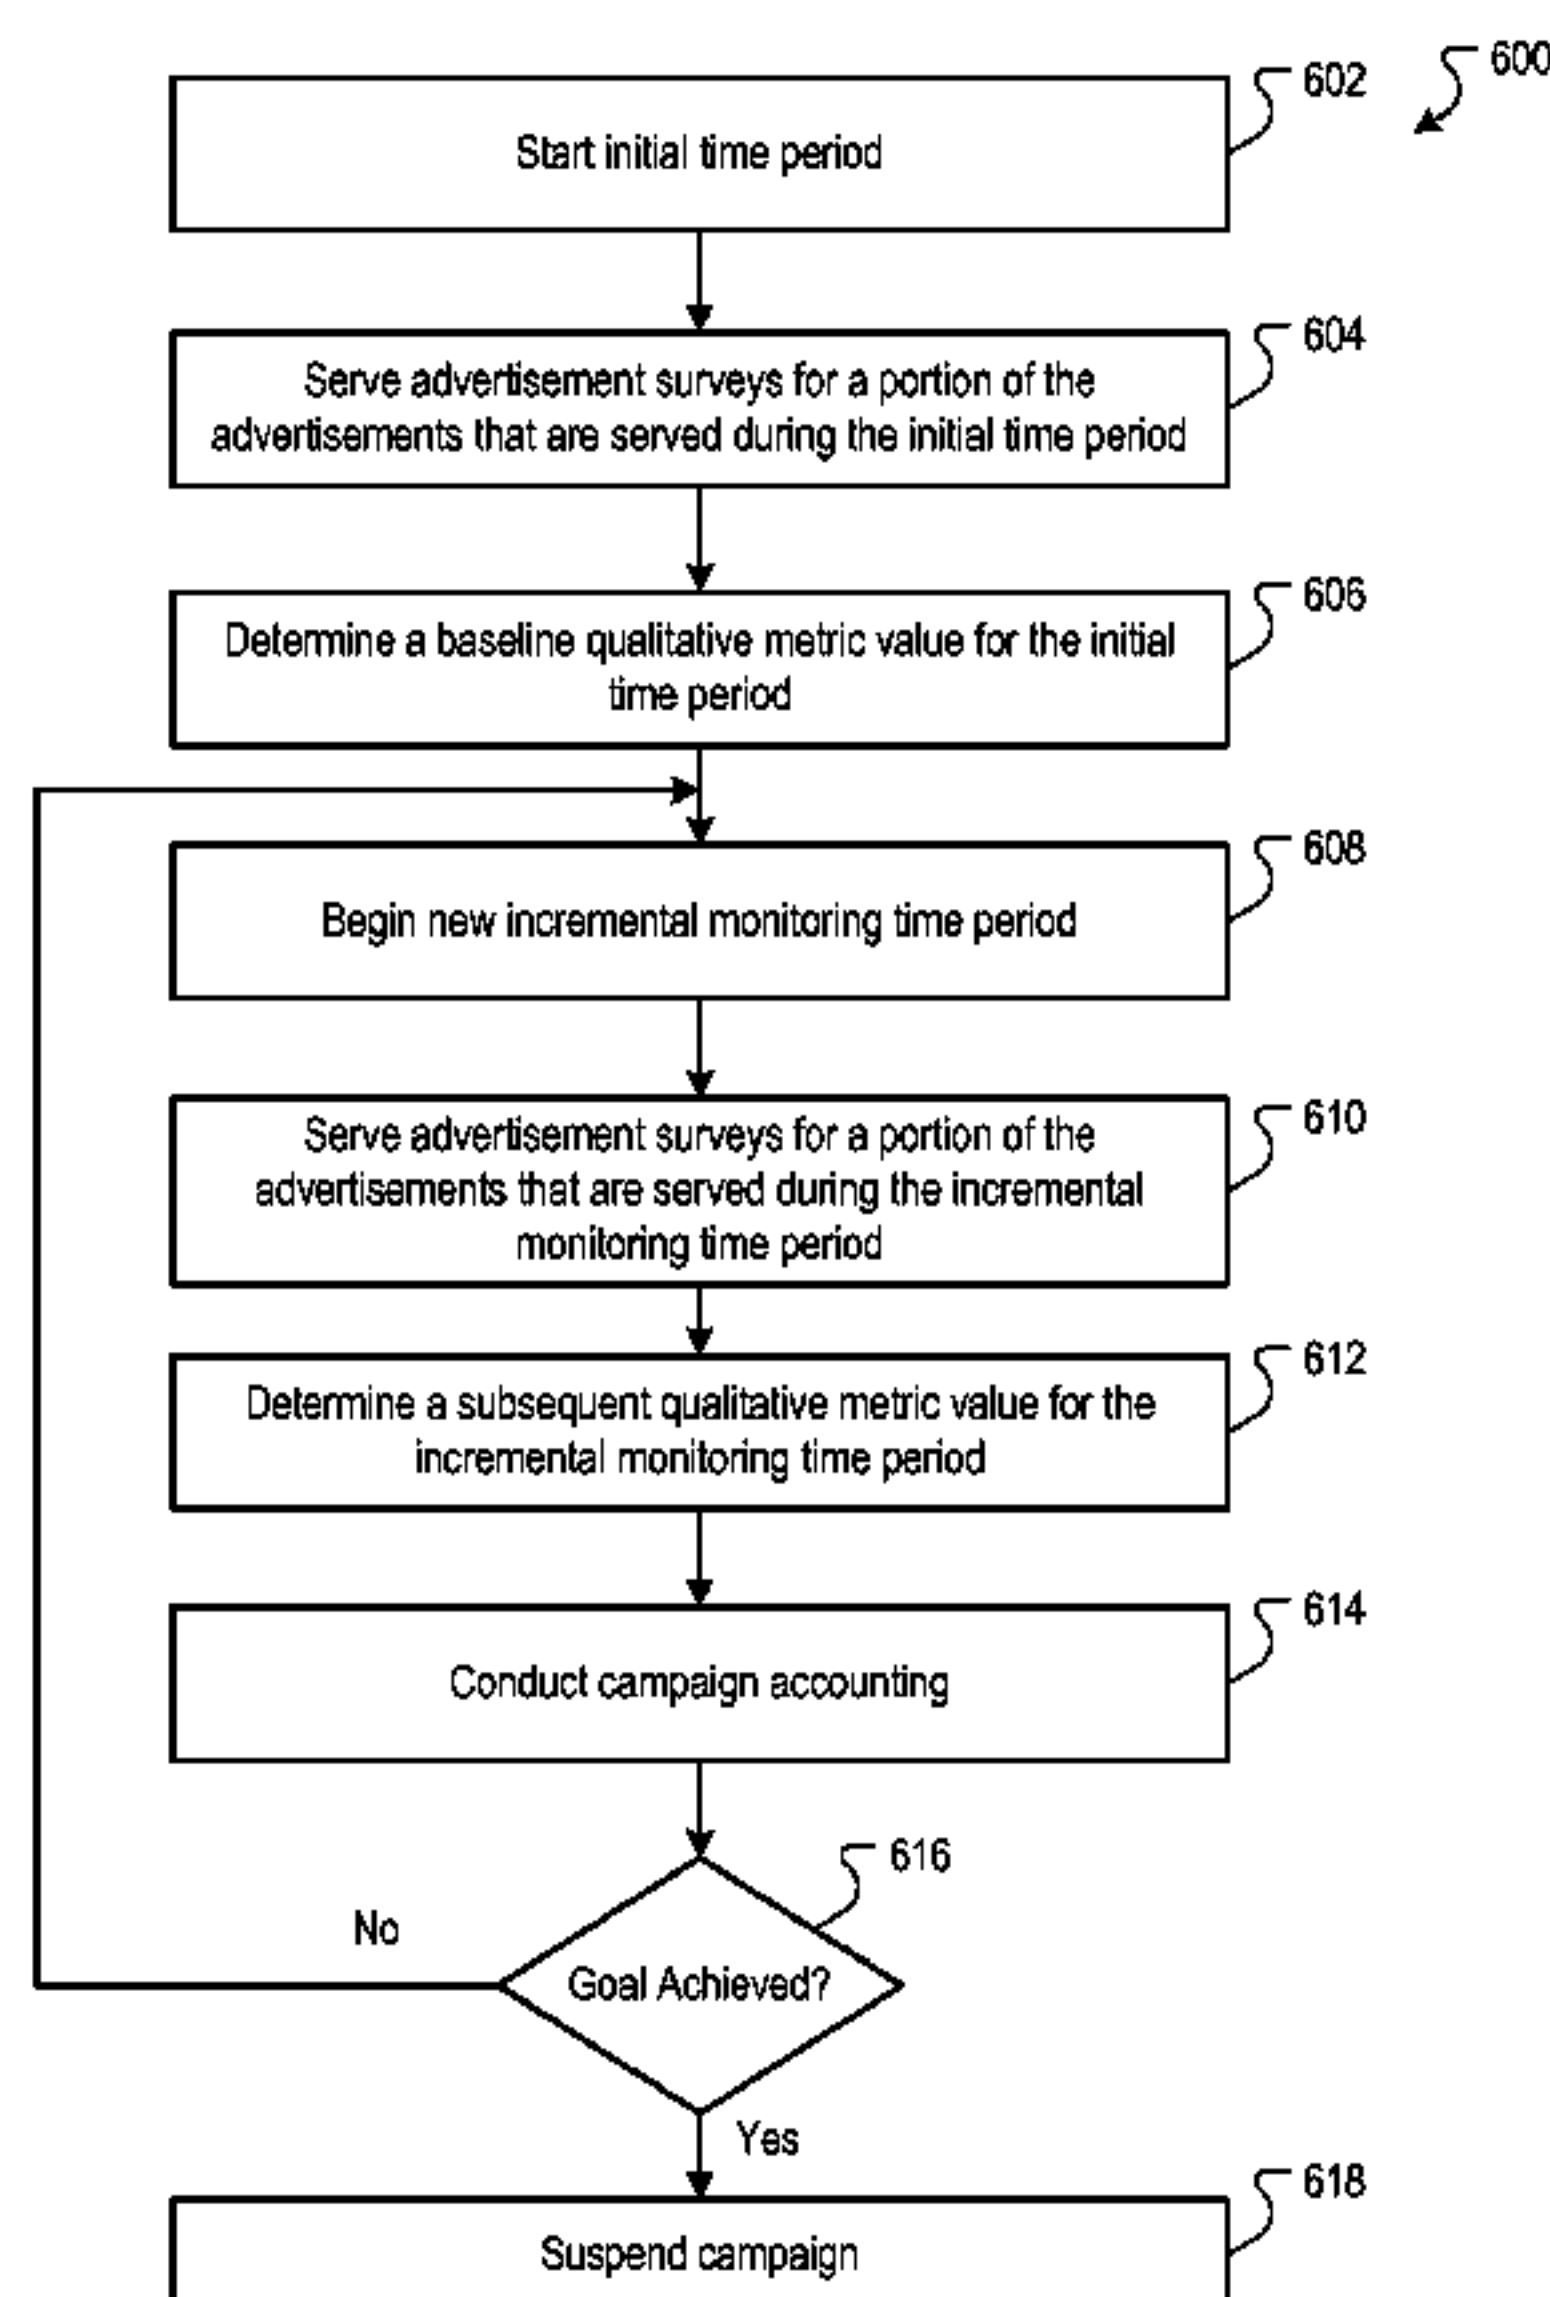 600
602
Start initial time period
604
Serve advertisement surveys for a portion of the
advertisements that are served during the initial time period
606
Determine a baseline qualitative metric value for the initial
time period
608
Begin new incremental monitoring time period
610
Serve advertisement surveys for a portion of the
advertisements that are served during the incremental
monitoring time period
612
Determine a subsequent qualitative metric value for the
incremental monitoring time period
614
Conduct campaign accounting
616
No
Goal Achieved?
Yes
618
Suspend campaign